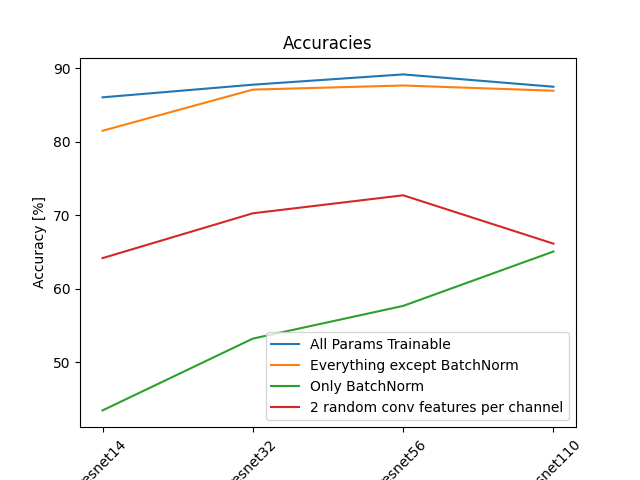 Accuracies
Accuracy [%]
90
80
70
60
50
All Params Trainable
Everything except BatchNorm
Only BatchNorm
2 random conv features per channel
esnet14
esnet32
esnet56
snet110